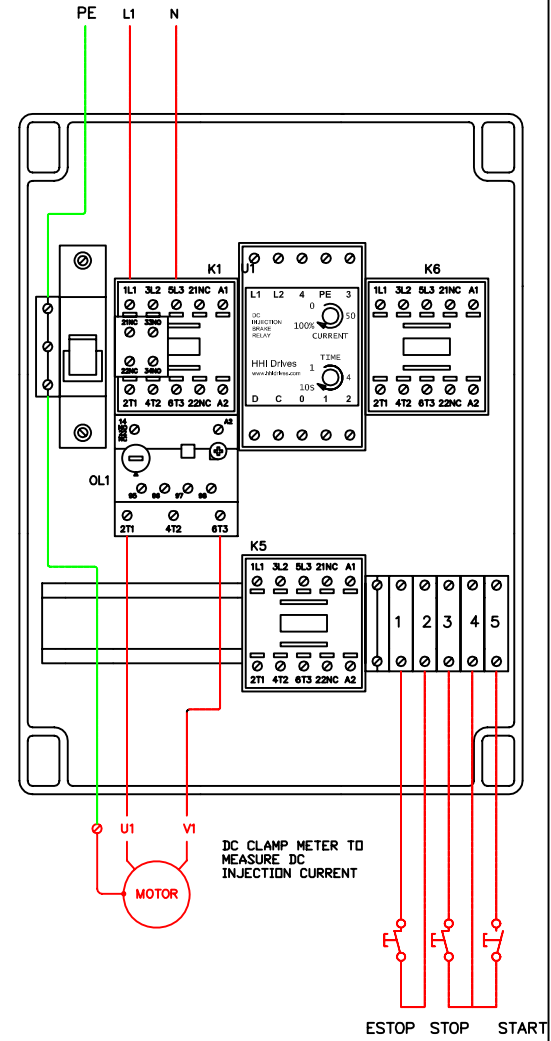 PE L1 N
K1 U1 K6
1L1 3L2 5L3 21NC A1
L1 L2 4 PE 3
1L1 3L2 5L3 21NC A1
21NC 33NO
22NC 34NO
DC
INJECTION
BRAKE
RELAY
0
50
100%
CURRENT
HHI Drives
www.hhidrives.com
TIME
1
4
10S
2T1 4T2 6T3 22NC A2
D C 0 1 2
2T1 4T2 6T3 22NC A2
A2
OL1
95 96 97 98
2T1 4T2 6T3
K5
1L1 3L2 5L3 21NC A1
1 2 3 4 5
2T1 4T2 6T3 22NC A2
U1 V1
MOTOR
DC CLAMP METER TO
MEASURE DC
INJECTION CURRENT
ESTOP STOP START